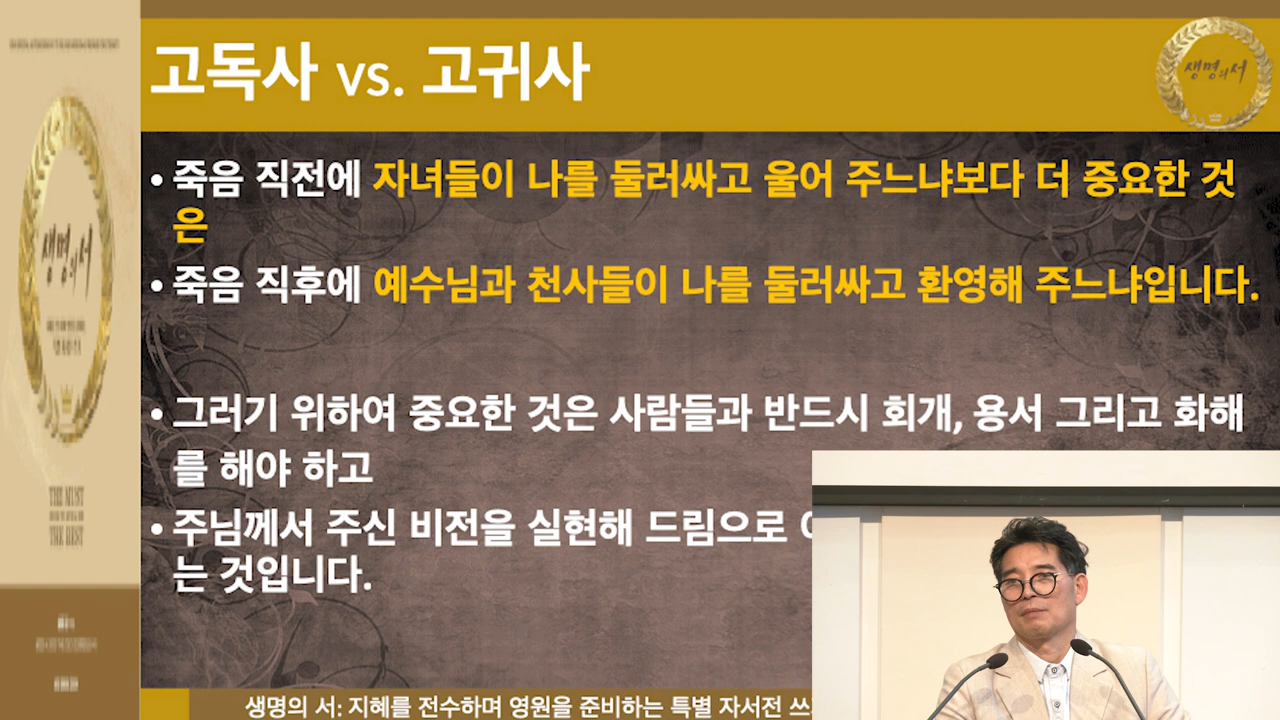 고독사 vs. 고귀사
생명의서
• 죽음 직전에 자녀들이 나를 둘러싸고 울어 주느냐보다 더 중요한 것
은
• 죽음 직후에 예수님과 천사들이 나를 둘러싸고 환영해 주느냐입니다.
• 그러기 위하여 중요한 것은 사람들과 반드시 회개, 용서 그리고 화해
를 해야 하고
• 주님께서 주신 비전을 실현해 드림으로
는 것입니다.
생명의 서: 지혜를 전수하며 영원을 준비하는 특별 자서전 쓰
생명의서
THE MUST
THE BEST